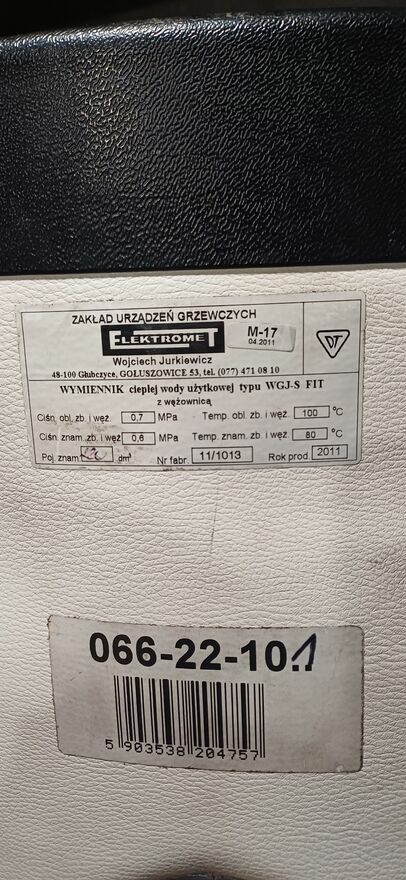 ZAKŁAD URZĄDZEŃ GRZEWCZYCH
ELEKTROMET
M-17
04.2011
DT
Wojciech Jurkiewicz
48-100 Głubczyce, GOŁUSZOWICE 53, tel. (077) 471 08 10
WYMIENNIK ciepłej wody użytkowej typu WGJ-S FIT
z wężownicą
Ciśn. obl. zb. i węż. 0,7 MPa Temp. obl. zb. i węż. 100 °C
Ciśn. znam. zb. i węż. 0,6 MPa Temp. znam. zb. i węż. 80 °C
Poj. znam. dm³ Nr fabr. 11/1013 Rok prod. 2011
066-22-10.1
5 903538 204757